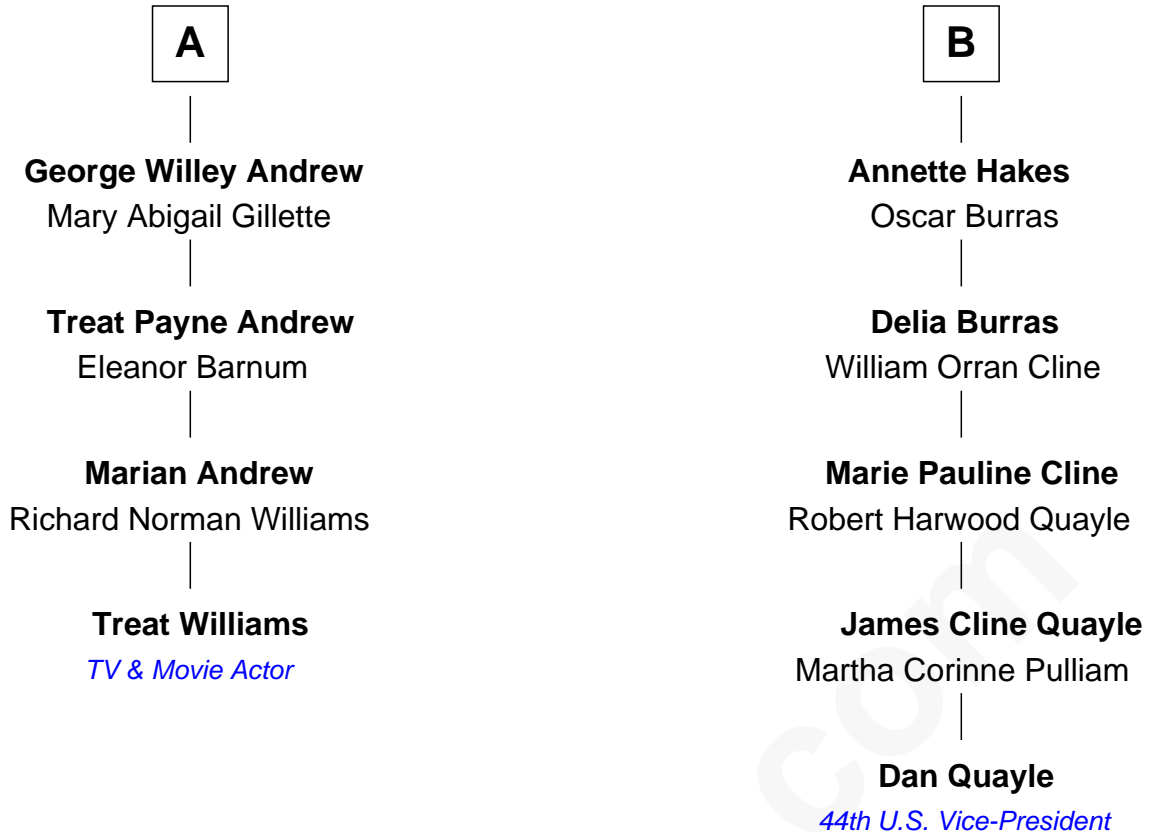 A
George Willey Andrew
Mary Abigail Gillette
Treat Payne Andrew
Eleanor Barnum
Marian Andrew
Richard Norman Williams
Treat Williams
TV & Movie Actor
B
Annette Hakes
Oscar Burras
Delia Burras
William Orran Cline
Marie Pauline Cline
Robert Harwood Quayle
James Cline Quayle
Martha Corinne Pulliam
Dan Quayle
44th U.S. Vice-President
com